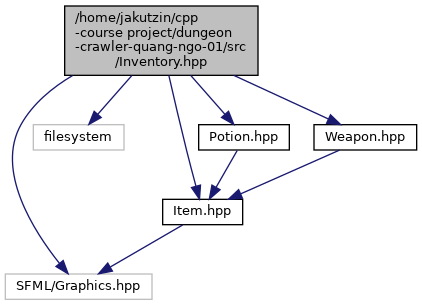 /home/jakutzin/cpp
-course project/dungeon
-crawler-quang-ngo-01/src
/Inventory.hpp
filesystem
Potion.hpp
Weapon.hpp
Item.hpp
SFML/Graphics.hpp